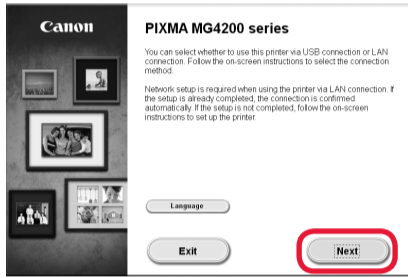 Canon
PIXMA MG4200 series
You can select whether to use this printer via USB connection or LAN
connection. Follow the on-screen instructions to select the connection
method.
Network setup is required when using the printer via LAN connection. If
the setup is already completed, the connection is confirmed
automatically. If the setup is not completed, follow the on-screen
instructions to set up the printer.
Language
Exit
Next